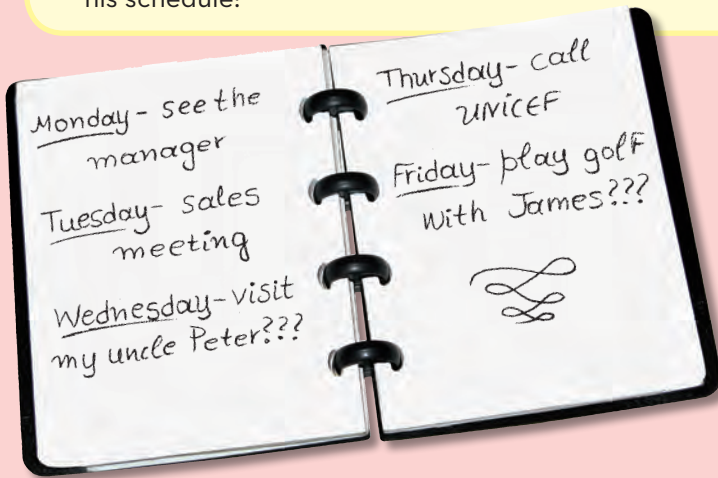 his schedule.
Monday - see the
manager
Tuesday - sales
meeting
Wednesday - visit
my uncle Peter???
Thursday - call
UNICEF
Friday - play golf
with James???